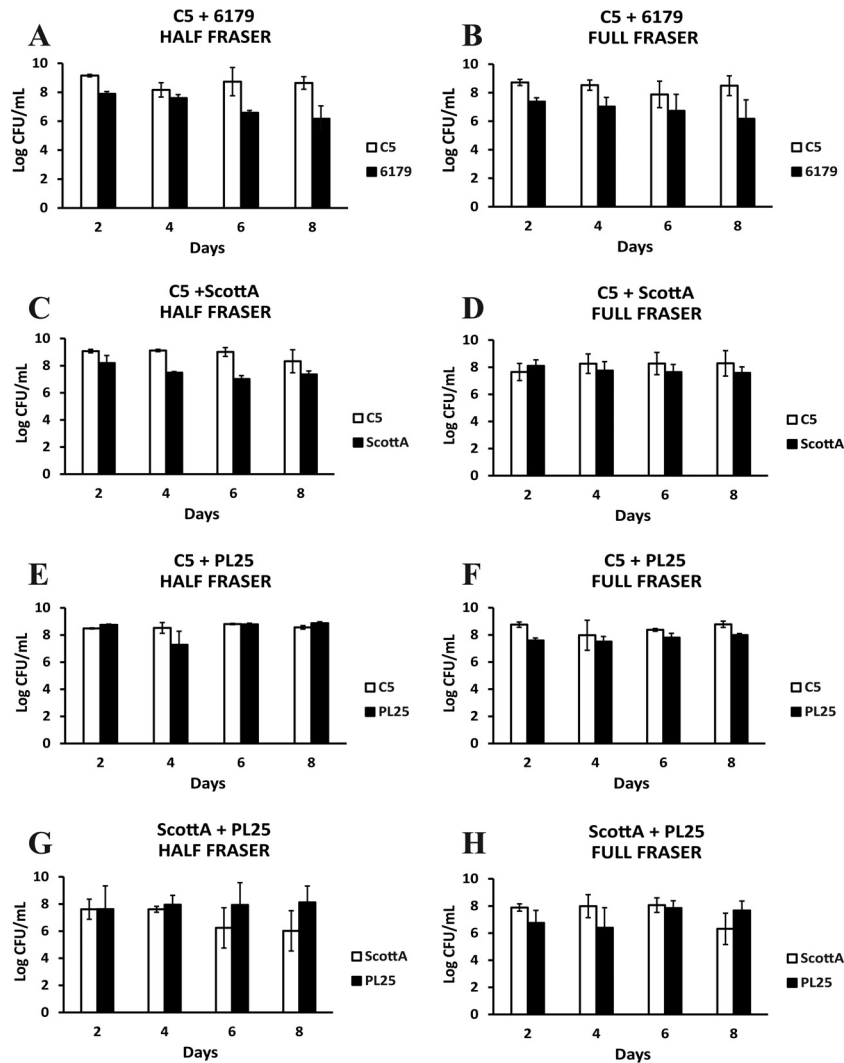 A
C5 + 6179
HALF FRASER
Log CFU/mL
10
8
6
4
2
0
2 4 6 8
Days
C5
6179
B
C5 + 6179
FULL FRASER
Log CFU/mL
10
8
6
4
2
0
2 4 6 8
Days
C5
6179
C
C5 +ScottA
HALF FRASER
Log CFU/mL
10
8
6
4
2
0
2 4 6 8
Days
C5
ScottA
D
C5 + ScottA
FULL FRASER
Log CFU/mL
10
8
6
4
2
0
2 4 6 8
Days
C5
ScottA
E
C5 + PL25
HALF FRASER
Log CFU/mL
10
8
6
4
2
0
2 4 6 8
Days
C5
PL25
F
C5 + PL25
FULL FRASER
Log CFU/mL
10
8
6
4
2
0
2 4 6 8
Days
C5
PL25
G
ScottA + PL25
HALF FRASER
Log CFU/mL
10
8
6
4
2
0
2 4 6 8
Days
ScottA
PL25
H
ScottA + PL25
FULL FRASER
Log CFU/mL
10
8
6
4
2
0
2 4 6 8
Days
ScottA
PL25